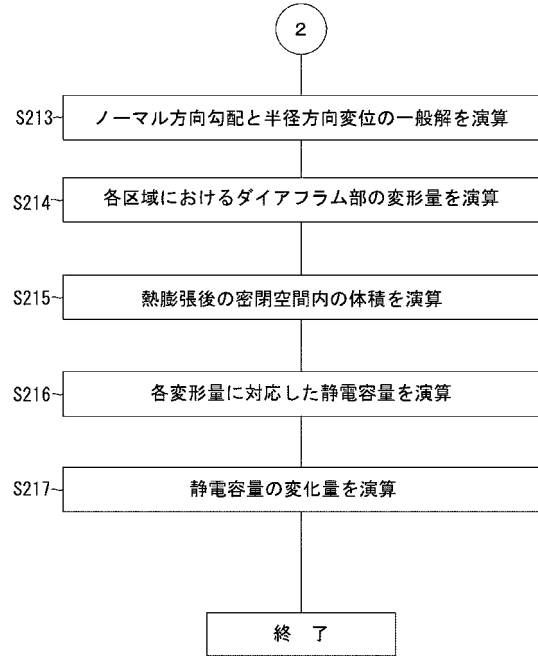 2
S213 ノーマル方向勾配と半径方向変位の一般解を演算
S214 各区域におけるダイアフラム部の変形量を演算
S215 熱膨張後の密閉空間内の体積を演算
S216 各変形量に対応した静電容量を演算
S217 静電容量の変化量を演算
終 了